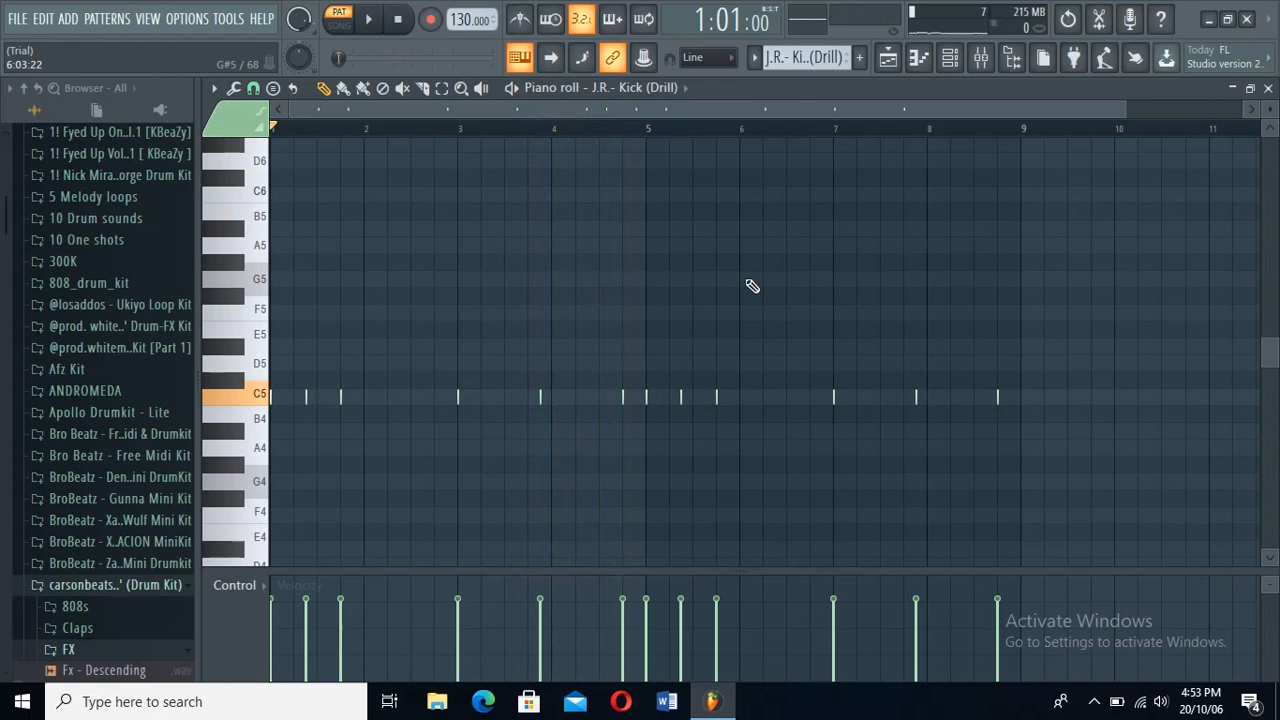 FILE EDIT ADD PATTERNS VIEW OPTIONS TOOLS HELP
PAT
130.000
3.2:
1:01:00
B:S:T
7
215 MB
0
(Trial)
6:03:22
G#5 / 68
Line
J.R.- Ki..(Drill)
Today FL
Studio version 2..
Browser - All
Piano roll - J.R.- Kick (Drill)
2 3 4 5 6 7 8 9 10 11
1! Fyed Up On..l.1 [KBeaZy]
1! Fyed Up Vol..1 [ KBeaZy ]
1! Nick Mira..orge Drum Kit
5 Melody loops
10 Drum sounds
10 One shots
300K
808_drum_kit
@losaddos - Ukiyo Loop Kit
@prod. white..' Drum-FX Kit
@prod.whitem..Kit [Part 1]
Afz Kit
ANDROMEDA
Apollo Drumkit - Lite
Bro Beatz - Fr..idi & Drumkit
Bro Beatz - Free Midi Kit
BroBeatz - Den..ini DrumKit
BroBeatz - Gunna Mini Kit
BroBeatz - Xa..Wulf Mini Kit
BroBeatz - X..ACION MiniKit
BroBeatz - Za..Mini Drumkit
carsonbeats..' (Drum Kit)
808s
Claps
FX
Fx - Descending .wav
D6
C6
B5
A5
G5
F5
E5
D5
C5
B4
A4
G4
F4
E4
D4
Control
Velocity
Activate Windows
Go to Settings to activate Windows.
Type here to search
4:53 PM
20/10/06
4